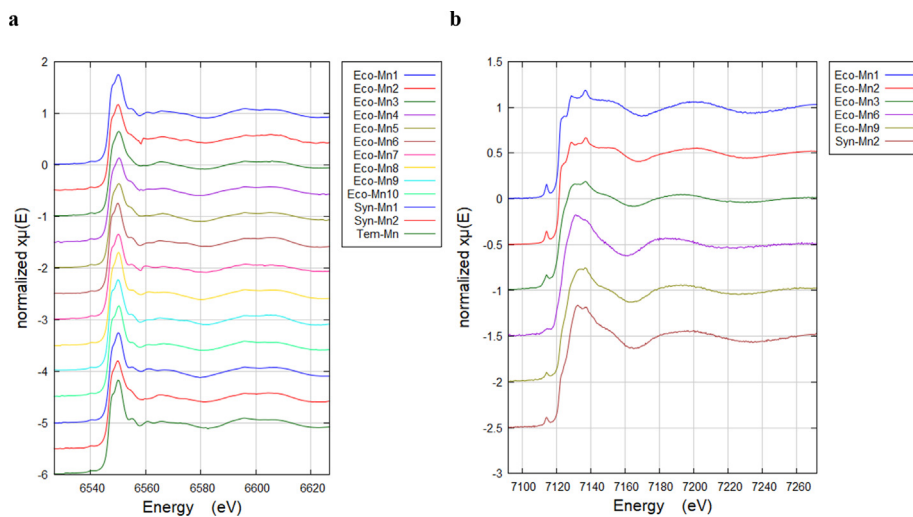 a
b
normalized xμ(E)
1
0
-1
-2
-3
-4
-5
-6
6540
6560
6580
6600
6620
Energy (eV)
Eco-Mn1
Eco-Mn2
Eco-Mn3
Eco-Mn4
Eco-Mn5
Eco-Mn6
Eco-Mn7
Eco-Mn8
Eco-Mn9
Eco-Mn10
Syn-Mn1
Syn-Mn2
Tem-Mn
normalized xμ(E)
1.5
1
0.5
0
-0.5
-1
-1.5
-2
-2.5
-3
7100
7120
7140
7160
7180
7200
7220
7240
7260
Energy (eV)
Eco-Mn1
Eco-Mn2
Eco-Mn3
Eco-Mn6
Eco-Mn9
Syn-Mn2